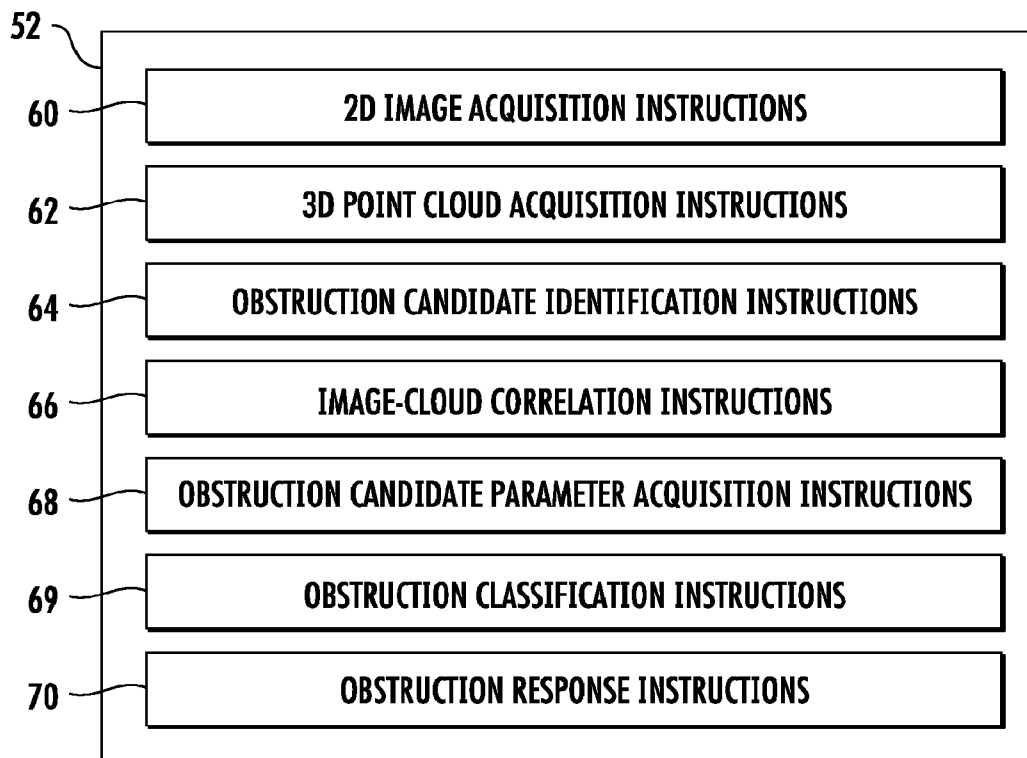 52
60 2D IMAGE ACQUISITION INSTRUCTIONS
62 3D POINT CLOUD ACQUISITION INSTRUCTIONS
64 OBSTRUCTION CANDIDATE IDENTIFICATION INSTRUCTIONS
66 IMAGE-CLOUD CORRELATION INSTRUCTIONS
68 OBSTRUCTION CANDIDATE PARAMETER ACQUISITION INSTRUCTIONS
69 OBSTRUCTION CLASSIFICATION INSTRUCTIONS
70 OBSTRUCTION RESPONSE INSTRUCTIONS